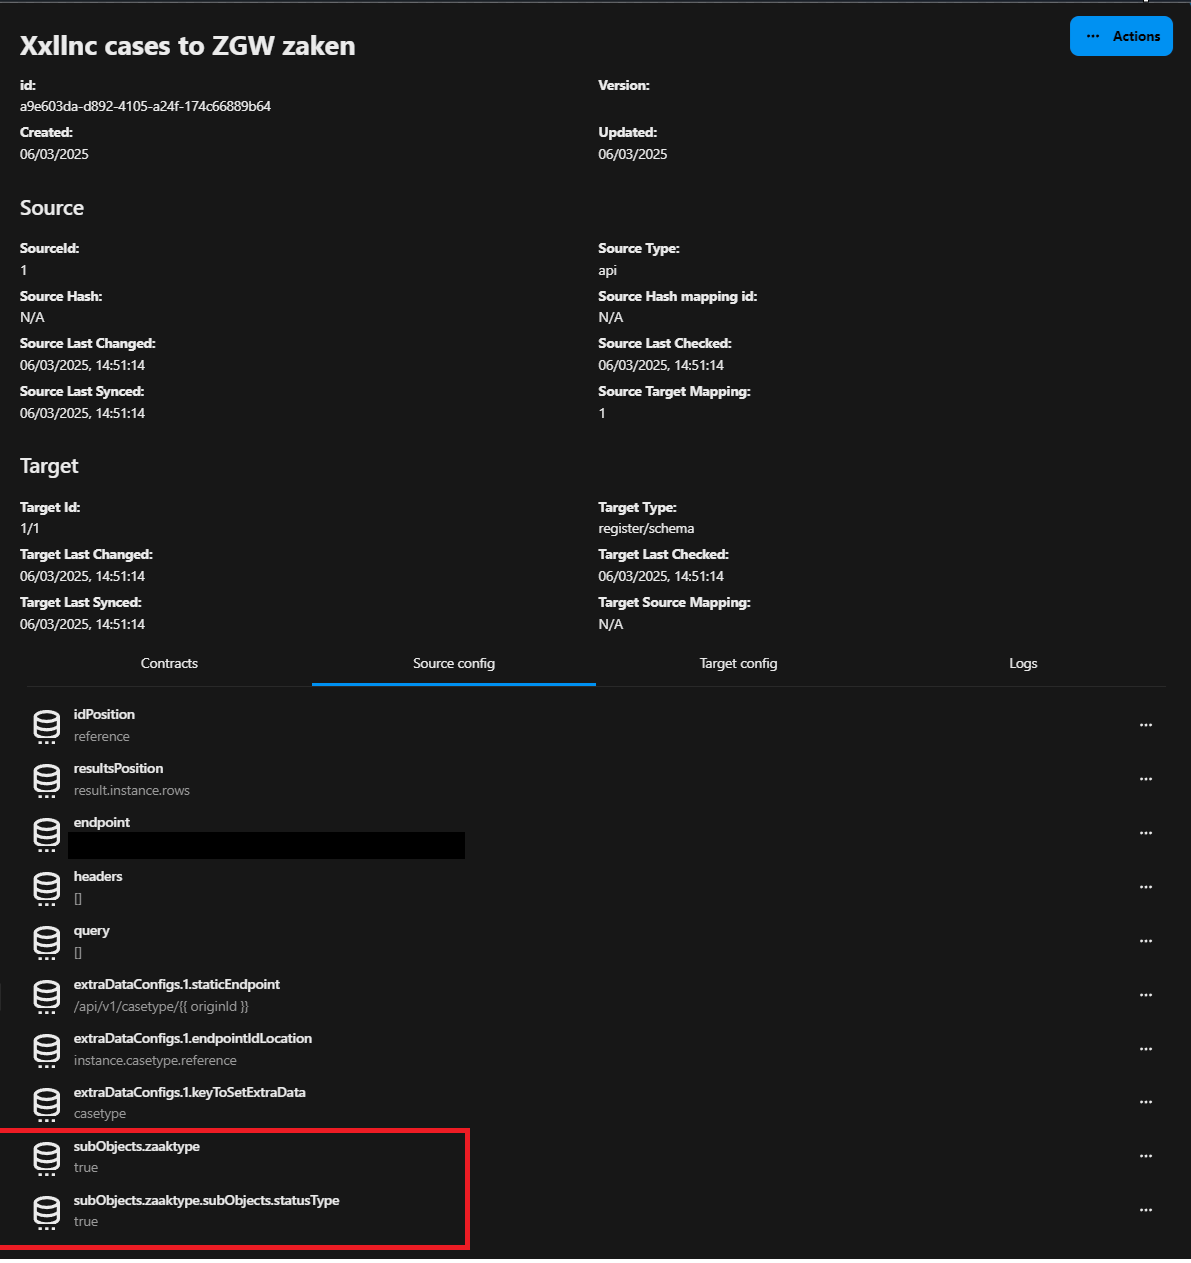 Xxllnc cases to ZGW zaken
Actions
id:
a9e603da-d892-4105-a24f-174c66889b64
Version:
Created:
06/03/2025
Updated:
06/03/2025
Source
SourceId:
1
Source Type:
api
Source Hash:
N/A
Source Hash mapping id:
N/A
Source Last Changed:
06/03/2025, 14:51:14
Source Last Checked:
06/03/2025, 14:51:14
Source Last Synced:
06/03/2025, 14:51:14
Source Target Mapping:
1
Target
Target Id:
1/1
Target Type:
register/schema
Target Last Changed:
06/03/2025, 14:51:14
Target Last Checked:
06/03/2025, 14:51:14
Target Last Synced:
06/03/2025, 14:51:14
Target Source Mapping:
N/A
Contracts
Source config
Target config
Logs
idPosition
reference
resultsPosition
result.instance.rows
endpoint
headers
[]
query
[]
extraDataConfigs.1.staticEndpoint
/api/v1/casetype/{{ originId }}
extraDataConfigs.1.endpointIdLocation
instance.casetype.reference
extraDataConfigs.1.keyToSetExtraData
casetype
subObjects.zaaktype
true
subObjects.zaaktype.subObjects.statusType
true